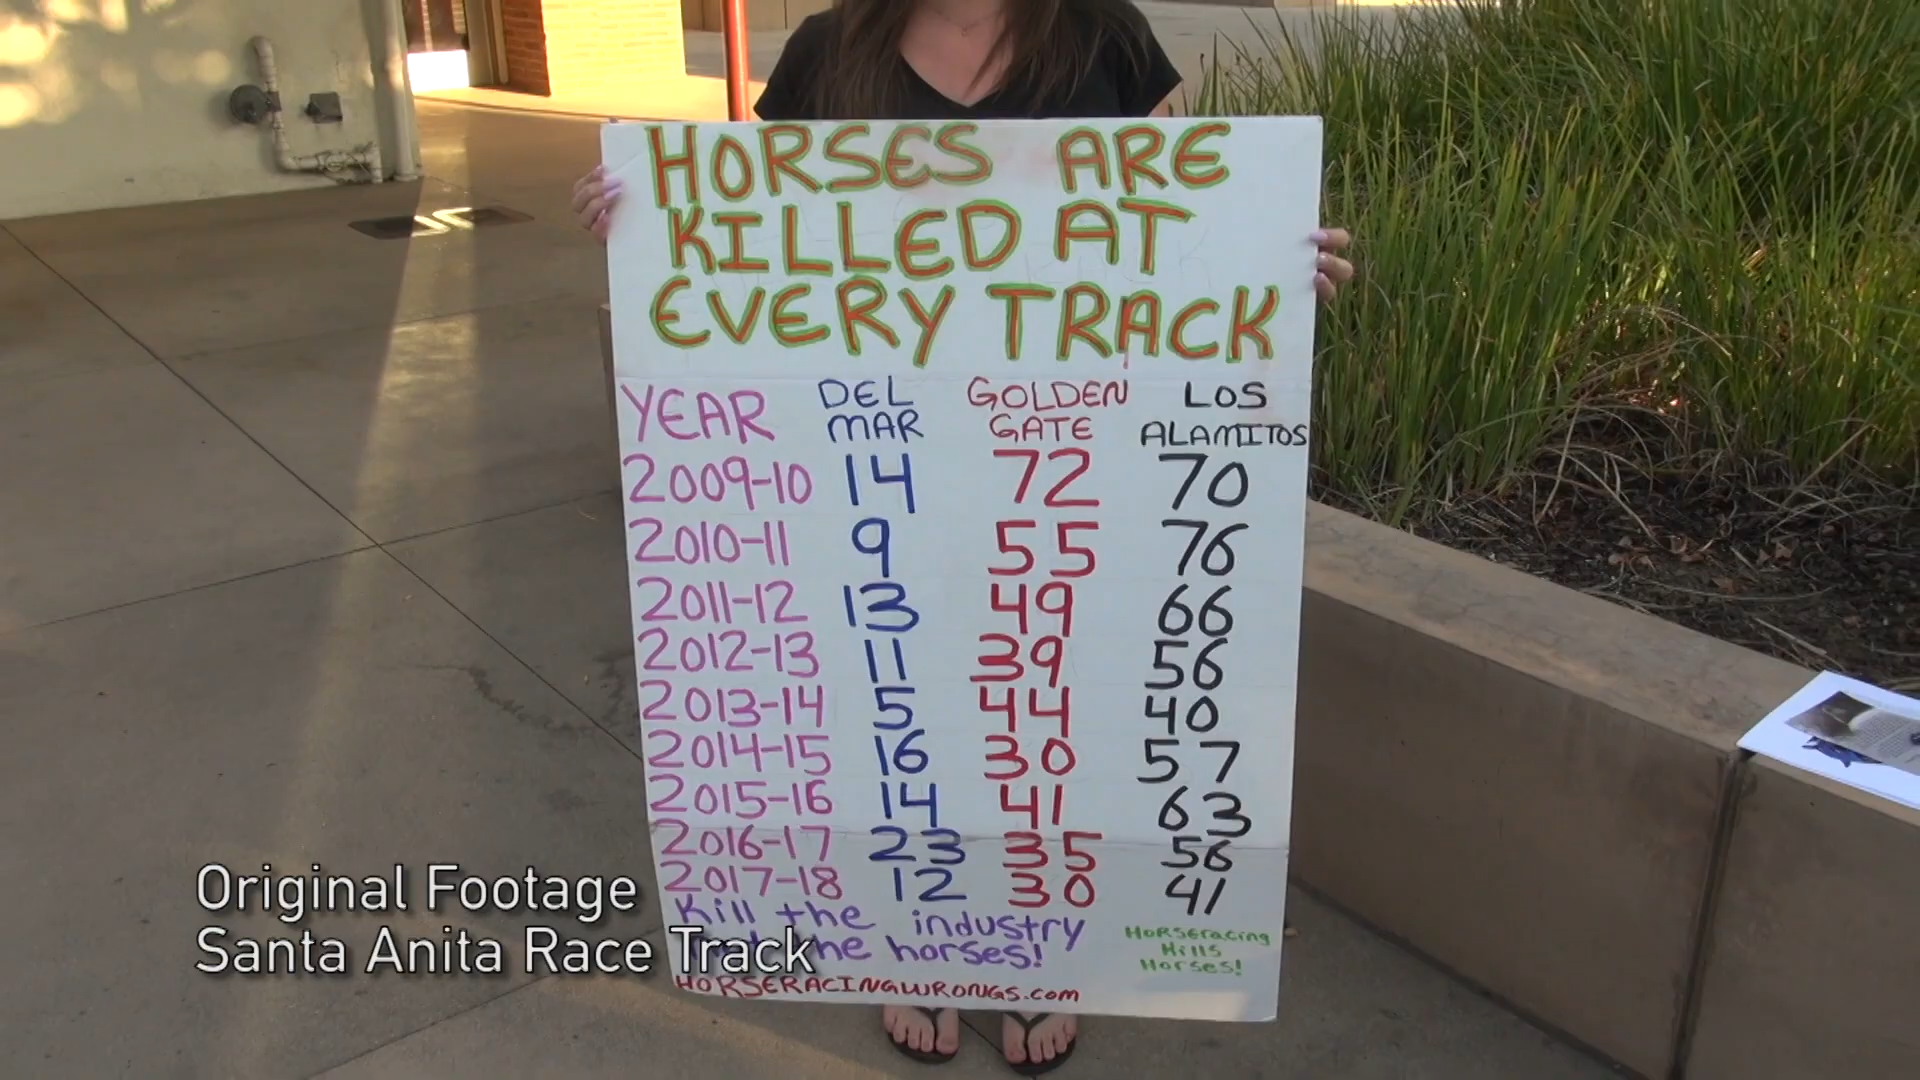 HORSES ARE
KILLED AT
EVERY TRACK
YEAR DEL MAR GOLDEN GATE LOS ALAMITOS
2009-10 14 72 70
2010-11 9 55 76
2011-12 13 49 66
2012-13 11 39 56
2013-14 5 44 40
2014-15 16 30 57
2015-16 14 41 63
2016-17 23 35 56
2017-18 12 30 41
Kill the industry
the horses!
Horseracing
Kills
Horses!
HORSERACINGWRONGS.com
Original Footage
Santa Anita Race Track